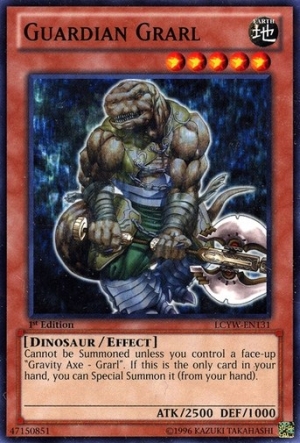 GUARDIAN GRARL
EARTH
地
1st Edition
LCYW-EN131
[DINOSAUR / EFFECT]
Cannot be Summoned unless you control a face-up
"Gravity Axe - Grarl". If this is the only card in your
hand, you can Special Summon it (from your hand).
ATK/2500 DEF/1000
47150851
©1996 KAZUKI TAKAHASHI